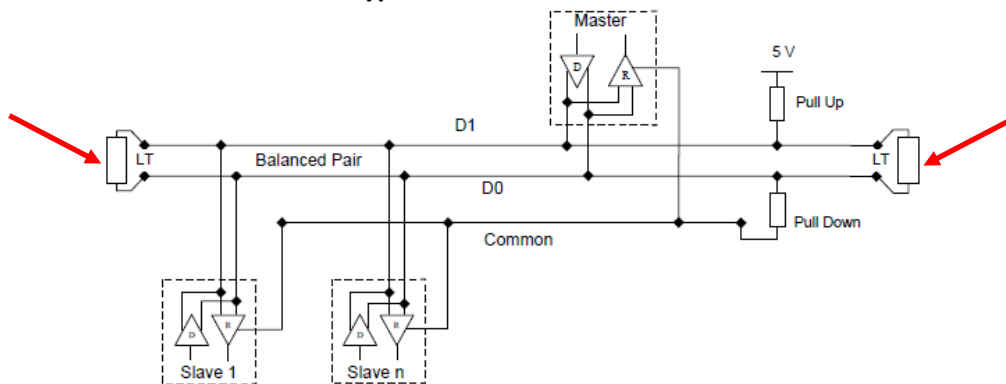 Master
D
R
5 V
Pull Up
D1
LT
Balanced Pair
LT
D0
Pull Down
Common
D
R
D
R
Slave 1
Slave n